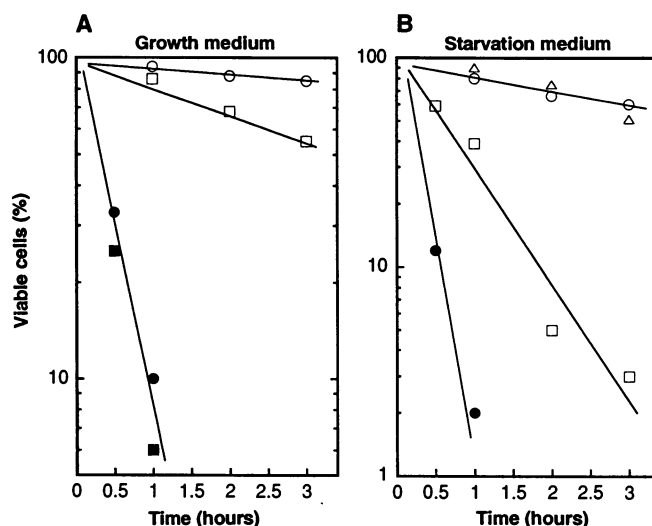 A
Growth medium
Viable cells (%)
100
10
0 0.5 1 1.5 2 2.5 3
Time (hours)
B
Starvation medium
100
10
1
0 0.5 1 1.5 2 2.5 3
Time (hours)